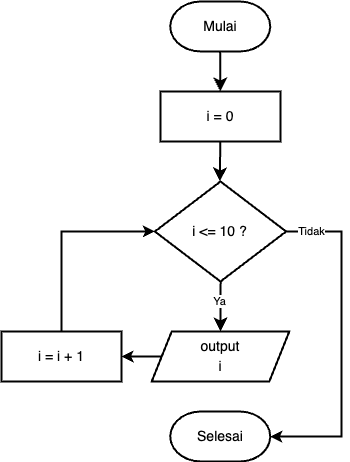 Mulai
i = 0
i <= 10 ?
Tidak
Ya
output
i
i = i + 1
Selesai